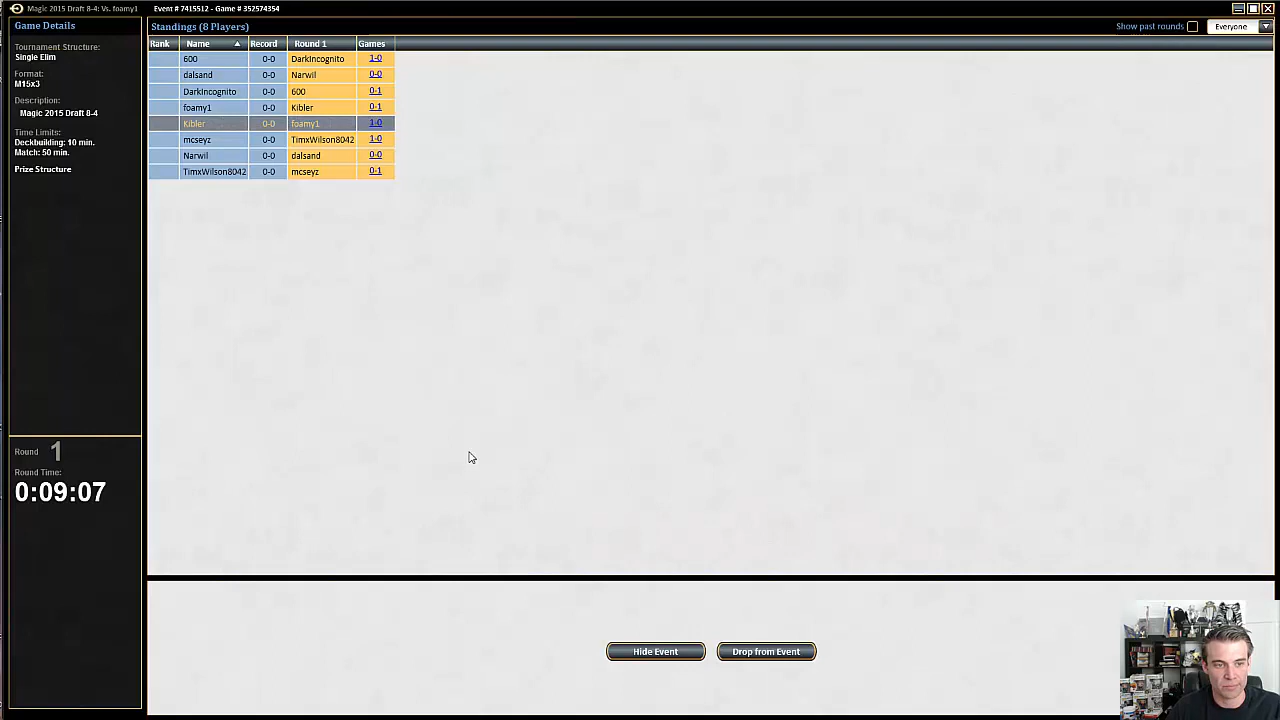 Magic 2015 Draft 8-4: Vs. foamy1 Event # 7415512 - Game # 352574354
Game Details
Tournament Structure:
Single Elim
Format:
M15x3
Description:
Magic 2015 Draft 8-4
Time Limits:
Deckbuilding: 10 min.
Match: 50 min.
Prize Structure
Round 1
Round Time:
0:09:07
Standings (8 Players) Show past rounds Everyone
Rank Name Record Round 1 Games
600 0-0 DarkIncognito 1-0
dalsand 0-0 Narwil 0-0
DarkIncognito 0-0 600 0-1
foamy1 0-0 Kibler 0-1
Kibler 0-0 foamy1 1-0
mcseyz 0-0 TimxWilson8042 1-0
Narwil 0-0 dalsand 0-0
TimxWilson8042 0-0 mcseyz 0-1
Hide Event Drop from Event